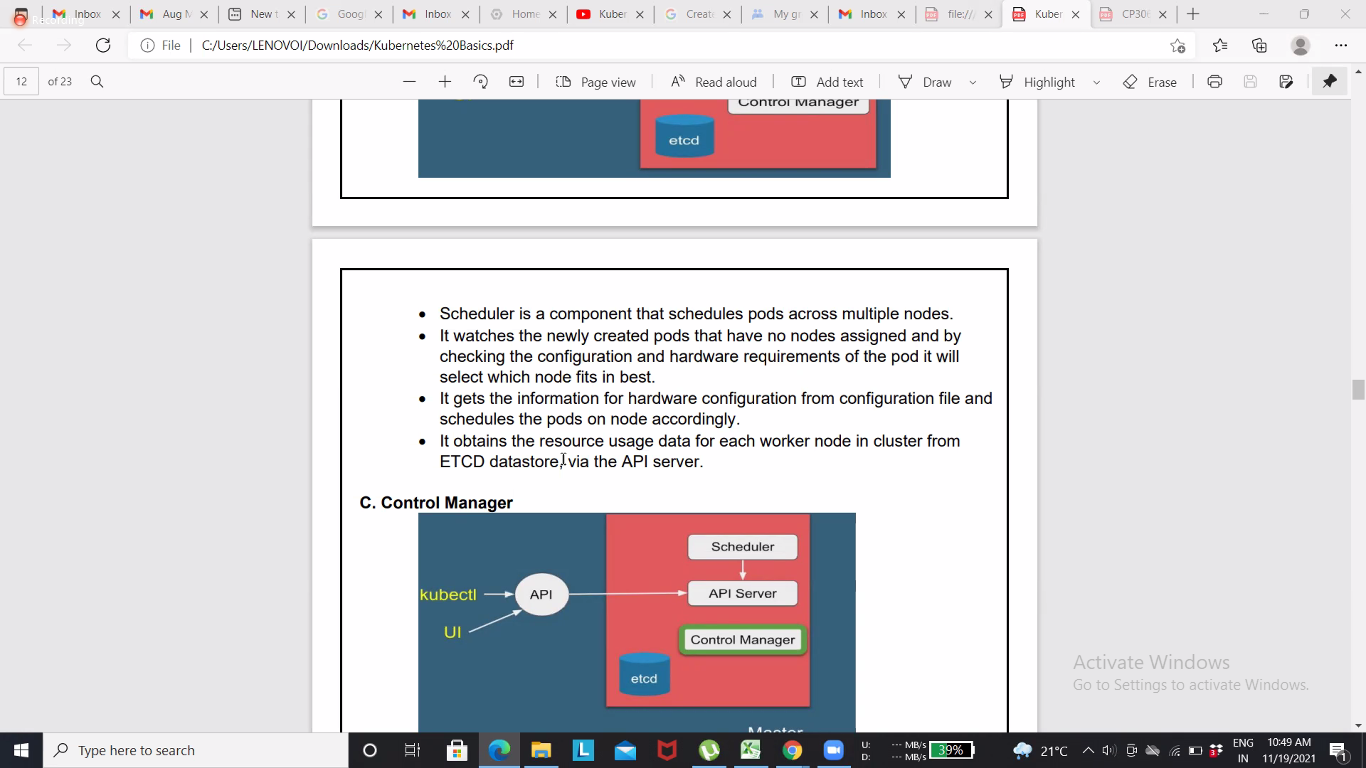 Recording
Inbox
Aug M
New t
Googl
Inbox
Home
Kuber
Create
My gr
Inbox
file://
Kuber
CP306
File
C:/Users/LENOVOI/Downloads/Kubernetes%20Basics.pdf
12 of 23
Page view
Read aloud
Add text
Draw
Highlight
Erase
Control Manager
etcd
• Scheduler is a component that schedules pods across multiple nodes.
• It watches the newly created pods that have no nodes assigned and by
checking the configuration and hardware requirements of the pod it will
select which node fits in best.
• It gets the information for hardware configuration from configuration file and
schedules the pods on node accordingly.
• It obtains the resource usage data for each worker node in cluster from
ETCD datastore, via the API server.
C. Control Manager
Scheduler
kubectl
API
API Server
UI
Control Manager
etcd
Master
Activate Windows
Go to Settings to activate Windows.
Type here to search
U: --- MB/s
D: --- MB/s
39%
21°C
ENG
IN
10:49 AM
11/19/2021
1